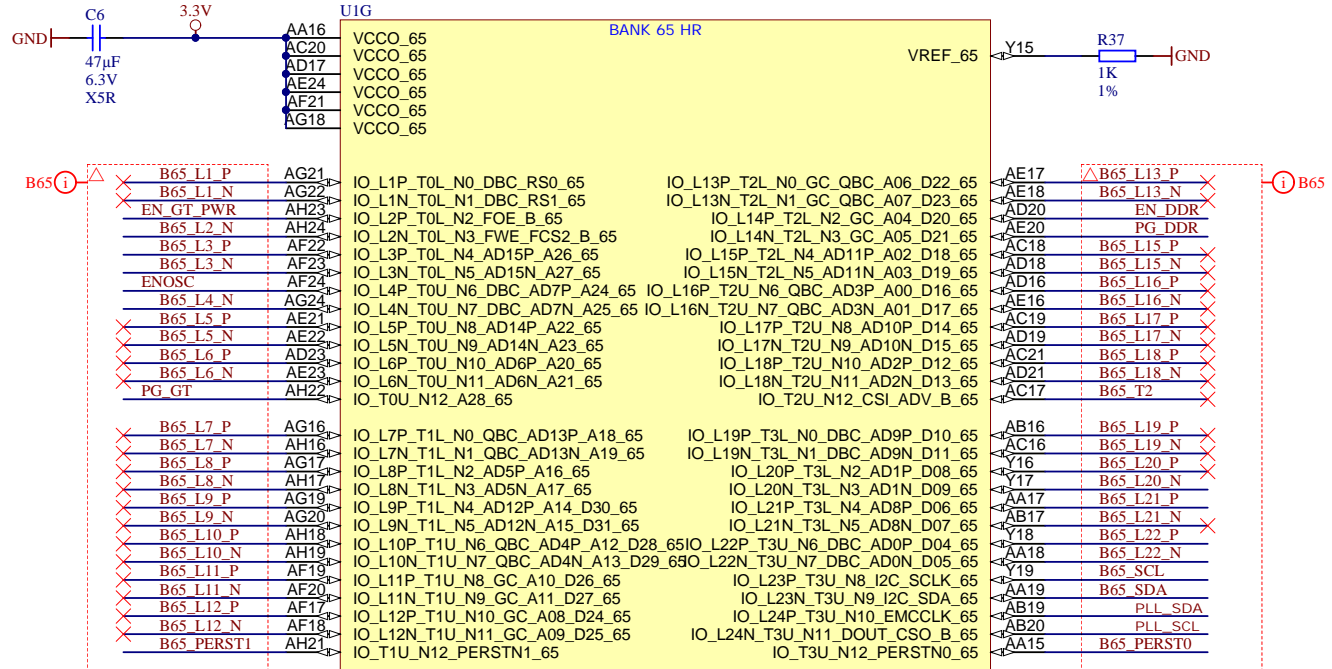 C6
3.3V
U1G
GND
47µF
6.3V
X5R
AA16 VCCO_65
AC20 VCCO_65
AD17 VCCO_65
AE24 VCCO_65
AF21 VCCO_65
AG18 VCCO_65
BANK 65 HR
VREF_65 Y15
R37
1K
1%
GND
B65 i
i B65
B65_L1_P AG21 IO_L1P_T0L_N0_DBC_RS0_65 IO_L13P_T2L_N0_GC_QBC_A06_D22_65 AE17 B65_L13_P
B65_L1_N AG22 IO_L1N_T0L_N1_DBC_RS1_65 IO_L13N_T2L_N1_GC_QBC_A07_D23_65 AE18 B65_L13_N
EN_GT_PWR AH23 IO_L2P_T0L_N2_FOE_B_65 IO_L14P_T2L_N2_GC_A04_D20_65 AD20 EN_DDR
B65_L2_N AH24 IO_L2N_T0L_N3_FWE_FCS2_B_65 IO_L14N_T2L_N3_GC_A05_D21_65 AE20 PG_DDR
B65_L3_P AF22 IO_L3P_T0L_N4_AD15P_A26_65 IO_L15P_T2L_N4_AD11P_A02_D18_65 AC18 B65_L15_P
B65_L3_N AF23 IO_L3N_T0L_N5_AD15N_A27_65 IO_L15N_T2L_N5_AD11N_A03_D19_65 AD18 B65_L15_N
ENOSC AF24 IO_L4P_T0U_N6_DBC_AD7P_A24_65 IO_L16P_T2U_N6_QBC_AD3P_A00_D16_65 AD16 B65_L16_P
B65_L4_N AG24 IO_L4N_T0U_N7_DBC_AD7N_A25_65 IO_L16N_T2U_N7_QBC_AD3N_A01_D17_65 AE16 B65_L16_N
B65_L5_P AE21 IO_L5P_T0U_N8_AD14P_A22_65 IO_L17P_T2U_N8_AD10P_D14_65 AC19 B65_L17_P
B65_L5_N AE22 IO_L5N_T0U_N9_AD14N_A23_65 IO_L17N_T2U_N9_AD10N_D15_65 AD19 B65_L17_N
B65_L6_P AD23 IO_L6P_T0U_N10_AD6P_A20_65 IO_L18P_T2U_N10_AD2P_D12_65 AC21 B65_L18_P
B65_L6_N AE23 IO_L6N_T0U_N11_AD6N_A21_65 IO_L18N_T2U_N11_AD2N_D13_65 AD21 B65_L18_N
PG_GT AH22 IO_T0U_N12_A28_65 IO_T2U_N12_CSI_ADV_B_65 AC17 B65_T2
B65_L7_P AG16 IO_L7P_T1L_N0_QBC_AD13P_A18_65 IO_L19P_T3L_N0_DBC_AD9P_D10_65 AB16 B65_L19_P
B65_L7_N AH16 IO_L7N_T1L_N1_QBC_AD13N_A19_65 IO_L19N_T3L_N1_DBC_AD9N_D11_65 AC16 B65_L19_N
B65_L8_P AG17 IO_L8P_T1L_N2_AD5P_A16_65 IO_L20P_T3L_N2_AD1P_D08_65 Y16 B65_L20_P
B65_L8_N AH17 IO_L8N_T1L_N3_AD5N_A17_65 IO_L20N_T3L_N3_AD1N_D09_65 Y17 B65_L20_N
B65_L9_P AG19 IO_L9P_T1L_N4_AD12P_A14_D30_65 IO_L21P_T3L_N4_AD8P_D06_65 AA17 B65_L21_P
B65_L9_N AG20 IO_L9N_T1L_N5_AD12N_A15_D31_65 IO_L21N_T3L_N5_AD8N_D07_65 AB17 B65_L21_N
B65_L10_P AH18 IO_L10P_T1U_N6_QBC_AD4P_A12_D28_65 IO_L22P_T3U_N6_DBC_AD0P_D04_65 Y18 B65_L22_P
B65_L10_N AH19 IO_L10N_T1U_N7_QBC_AD4N_A13_D29_65 IO_L22N_T3U_N7_DBC_AD0N_D05_65 AA18 B65_L22_N
B65_L11_P AF19 IO_L11P_T1U_N8_GC_A10_D26_65 IO_L23P_T3U_N8_I2C_SCLK_65 Y19 B65_SCL
B65_L11_N AF20 IO_L11N_T1U_N9_GC_A11_D27_65 IO_L23N_T3U_N9_I2C_SDA_65 AA19 B65_SDA
B65_L12_P AF17 IO_L12P_T1U_N10_GC_A08_D24_65 IO_L24P_T3U_N10_EMCCLK_65 AB19 PLL_SDA
B65_L12_N AF18 IO_L12N_T1U_N11_GC_A09_D25_65 IO_L24N_T3U_N11_DOUT_CSO_B_65 AB20 PLL_SCL
B65_PERST1 AH21 IO_T1U_N12_PERSTN1_65 IO_T3U_N12_PERSTN0_65 AA15 B65_PERST0